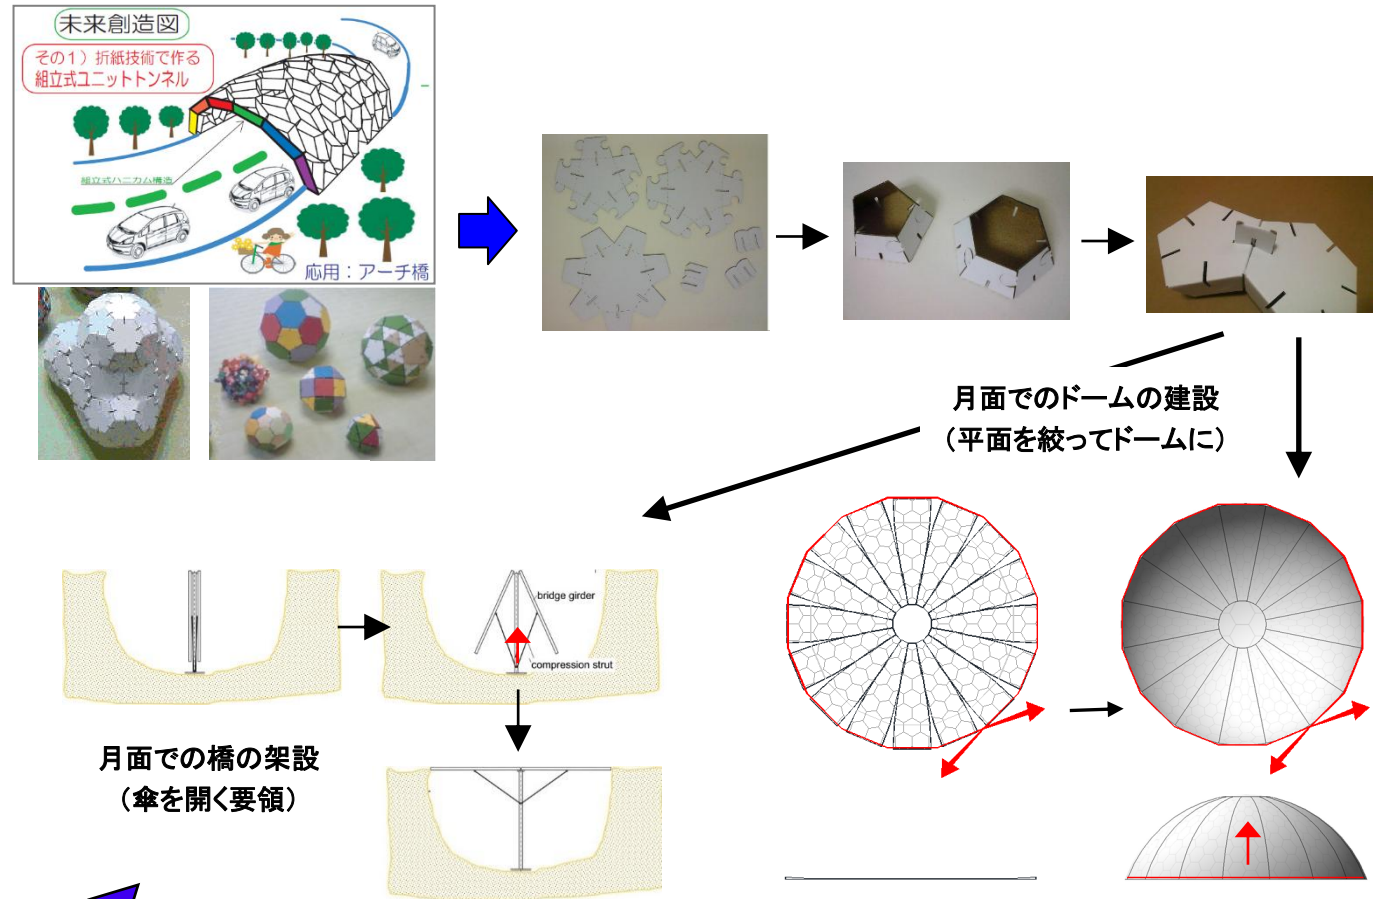 未来創造図
その1）折紙技術で作る
組立式ユニットトンネル
組立式ハニカム構造
応用：アーチ橋
月面でのドームの建設
（平面を絞ってドームに）
bridge girder
compression strut
月面での橋の架設
（傘を開く要領）